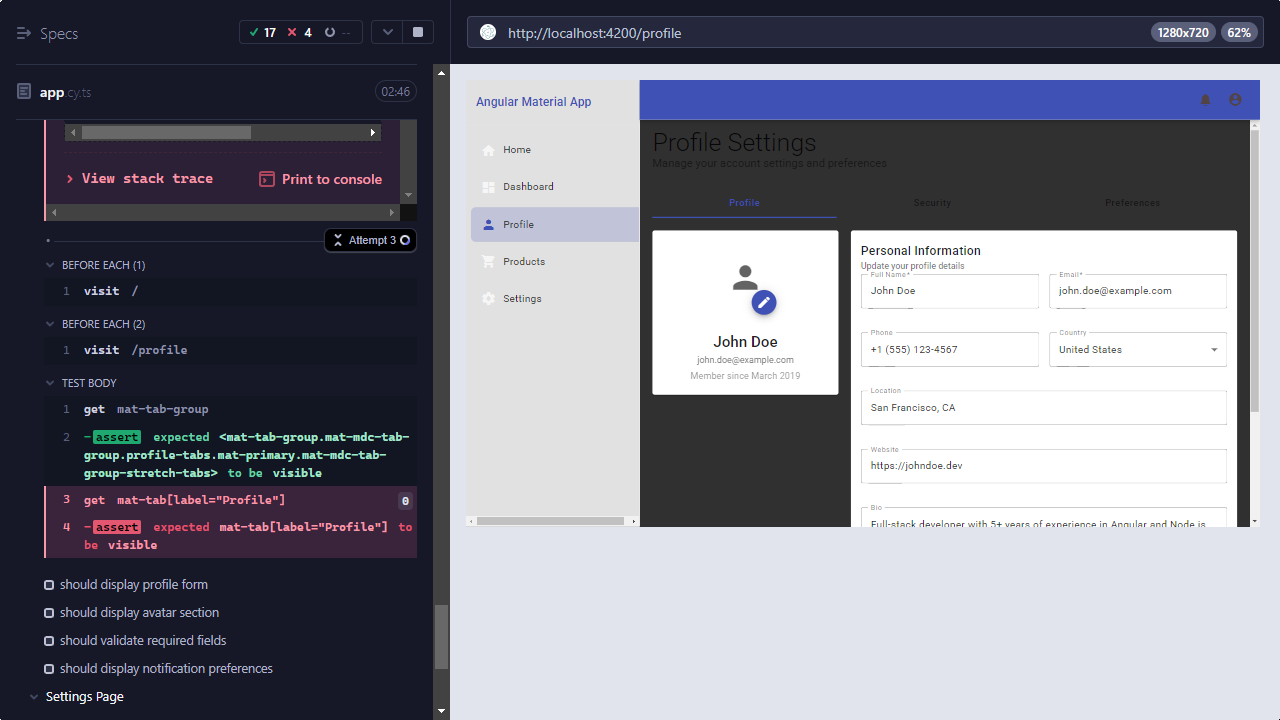 Specs
17
4
--
app.cy.ts
02:46
View stack trace
Print to console
Attempt 3
BEFORE EACH (1)
1 visit /
BEFORE EACH (2)
1 visit /profile
TEST BODY
1 get mat-tab-group
2 -assert expected <mat-tab-group.mat-mdc-tab-
group.profile-tabs.mat-primary.mat-mdc-tab-
group-stretch-tabs> to be visible
3 get mat-tab[label="Profile"] 0
4 -assert expected mat-tab[label="Profile"] to
be visible
should display profile form
should display avatar section
should validate required fields
should display notification preferences
Settings Page
http://localhost:4200/profile
1280x720
62%
Angular Material App
Home
Dashboard
Profile
Products
Settings
Profile Settings
Manage your account settings and preferences
Profile
Security
Preferences
John Doe
john.doe@example.com
Member since March 2019
Personal Information
Update your profile details
Full Name*
John Doe
Email*
john.doe@example.com
Phone
+1 (555) 123-4567
Country
United States
Location
San Francisco, CA
Website
https://johndoe.dev
Bio
Full-stack developer with 5+ years of experience in Angular and Node.js